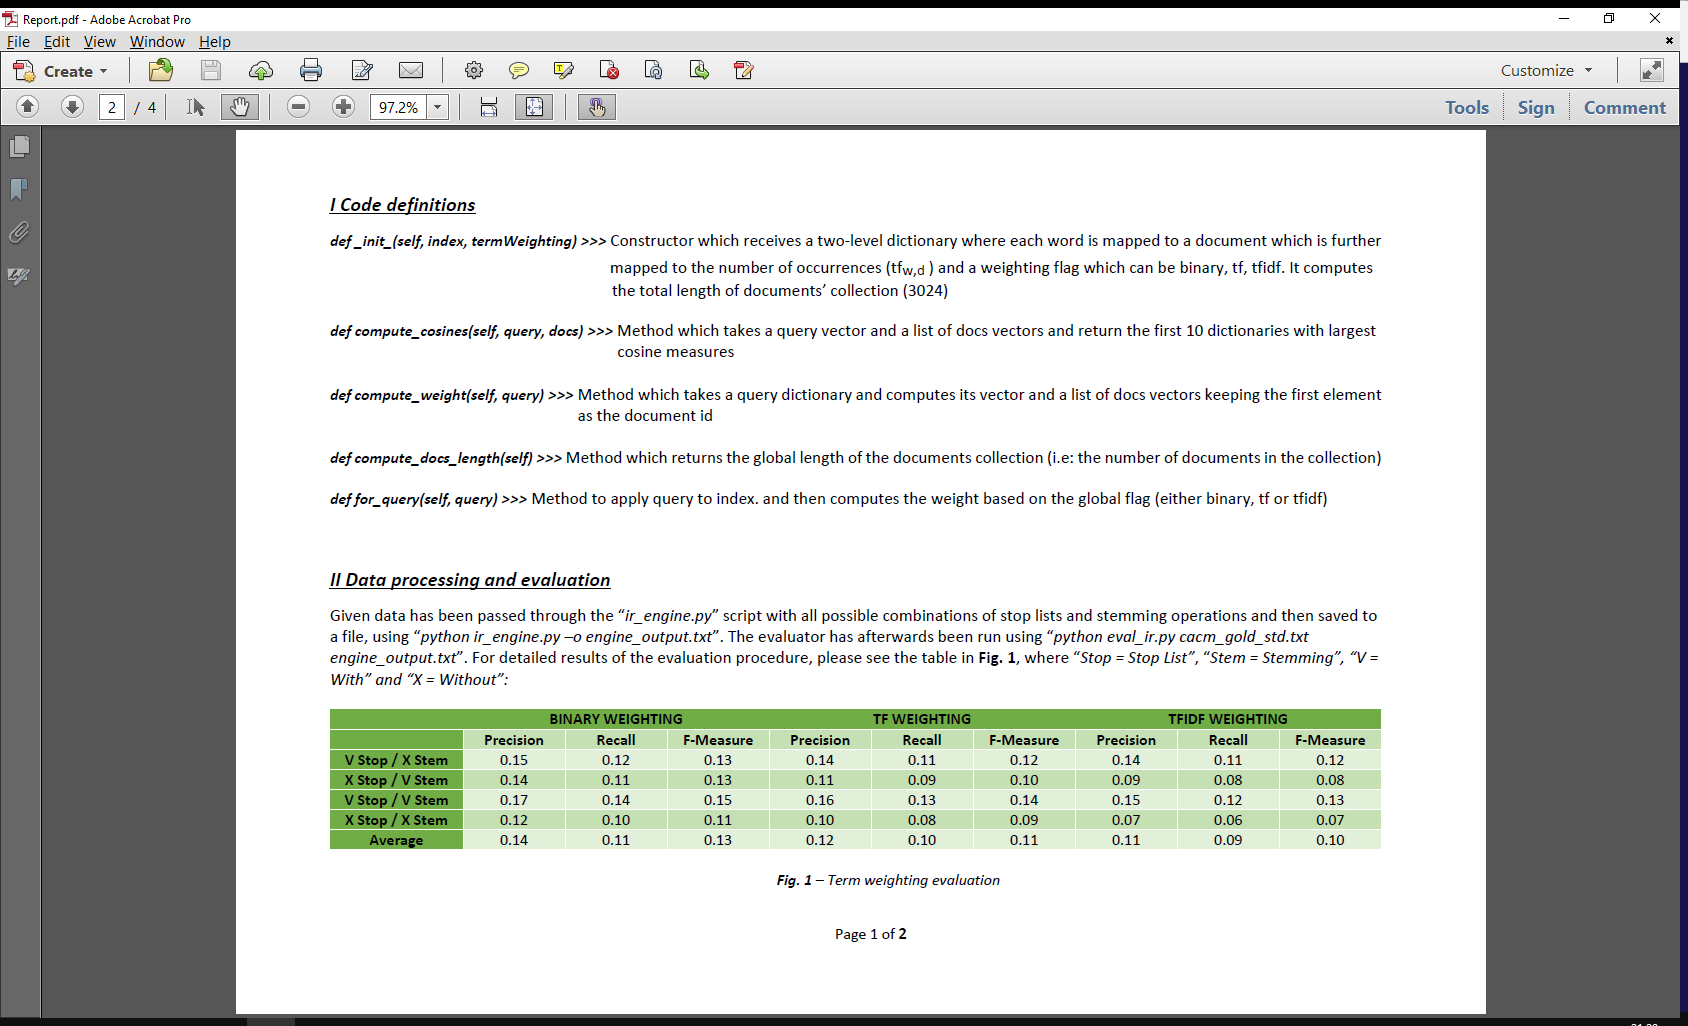 Report.pdf - Adobe Acrobat Pro
File Edit View Window Help
Create
Customize
2 / 4
97.2%
Tools Sign Comment
I Code definitions
def _init_(self, index, termWeighting) >>> Constructor which receives a two-level dictionary where each word is mapped to a document which is further
mapped to the number of occurrences (tfw,d ) and a weighting flag which can be binary, tf, tfidf. It computes
the total length of documents’ collection (3024)
def compute_cosines(self, query, docs) >>> Method which takes a query vector and a list of docs vectors and return the first 10 dictionaries with largest
cosine measures
def compute_weight(self, query) >>> Method which takes a query dictionary and computes its vector and a list of docs vectors keeping the first element
as the document id
def compute_docs_length(self) >>> Method which returns the global length of the documents collection (i.e: the number of documents in the collection)
def for_query(self, query) >>> Method to apply query to index. and then computes the weight based on the global flag (either binary, tf or tfidf)
II Data processing and evaluation
Given data has been passed through the “ir_engine.py” script with all possible combinations of stop lists and stemming operations and then saved to
a file, using “python ir_engine.py –o engine_output.txt”. The evaluator has afterwards been run using “python eval_ir.py cacm_gold_std.txt
engine_output.txt”. For detailed results of the evaluation procedure, please see the table in Fig. 1, where “Stop = Stop List”, “Stem = Stemming”, “V =
With” and “X = Without”:
BINARY WEIGHTING TF WEIGHTING TFIDF WEIGHTING
Precision Recall F-Measure Precision Recall F-Measure Precision Recall F-Measure
V Stop / X Stem 0.15 0.12 0.13 0.14 0.11 0.12 0.14 0.11 0.12
X Stop / V Stem 0.14 0.11 0.13 0.11 0.09 0.10 0.09 0.08 0.08
V Stop / V Stem 0.17 0.14 0.15 0.16 0.13 0.14 0.15 0.12 0.13
X Stop / X Stem 0.12 0.10 0.11 0.10 0.08 0.09 0.07 0.06 0.07
Average 0.14 0.11 0.13 0.12 0.10 0.11 0.11 0.09 0.10
Fig. 1 – Term weighting evaluation
Page 1 of 2